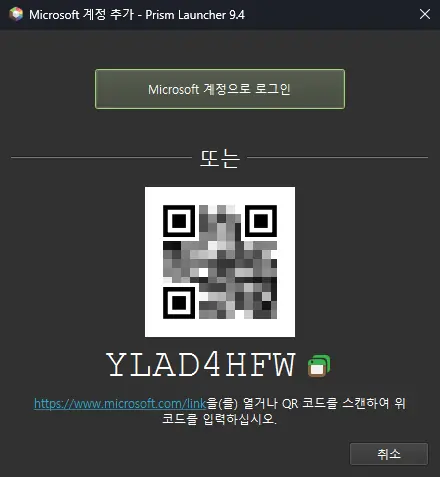 Microsoft 계정 추가 - Prism Launcher 9.4
Microsoft 계정으로 로그인
또는
YLAD4HFW
https://www.microsoft.com/link을(를) 열거나 QR 코드를 스캔하여 위
코드를 입력하십시오.
취소